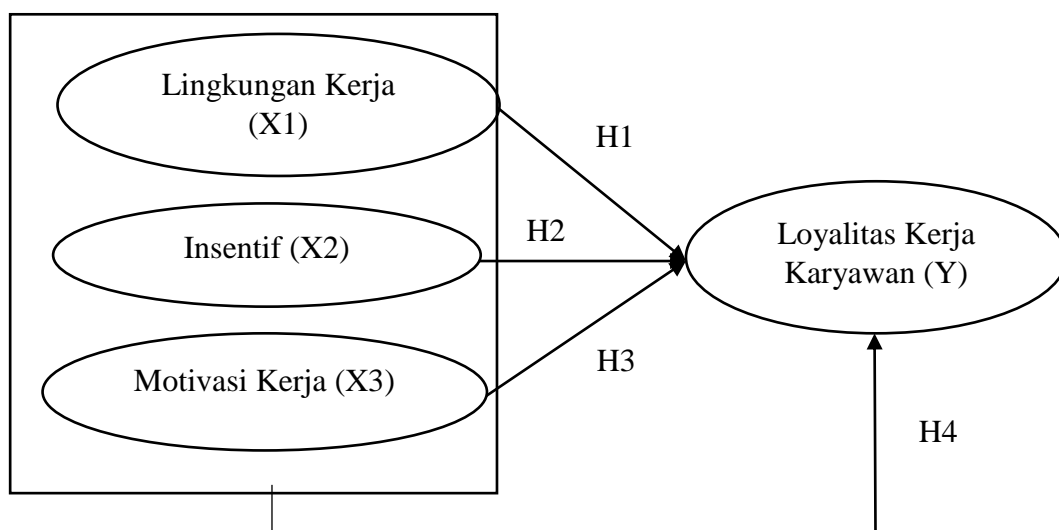 Lingkungan Kerja
(X1)
H1
Insentif (X2)
H2
Loyalitas Kerja
Karyawan (Y)
Motivasi Kerja (X3)
H3
H4